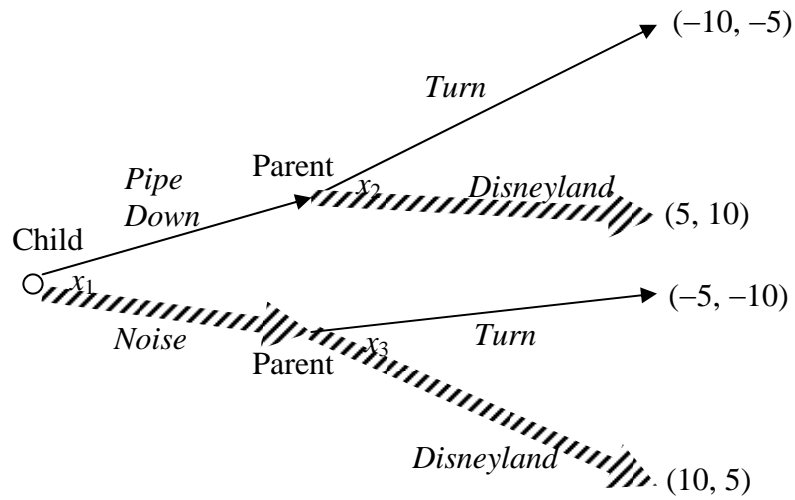 (–10, –5)
Turn
Parent
Pipe
Down
x2
Disneyland
(5, 10)
Child
x1
(–5, –10)
Noise
Parent
x3
Turn
Disneyland
(10, 5)